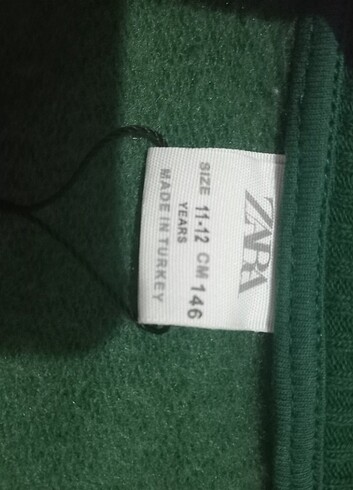 ZARA
SIZE 11-12 CM 146
YEARS
MADE IN TURKEY